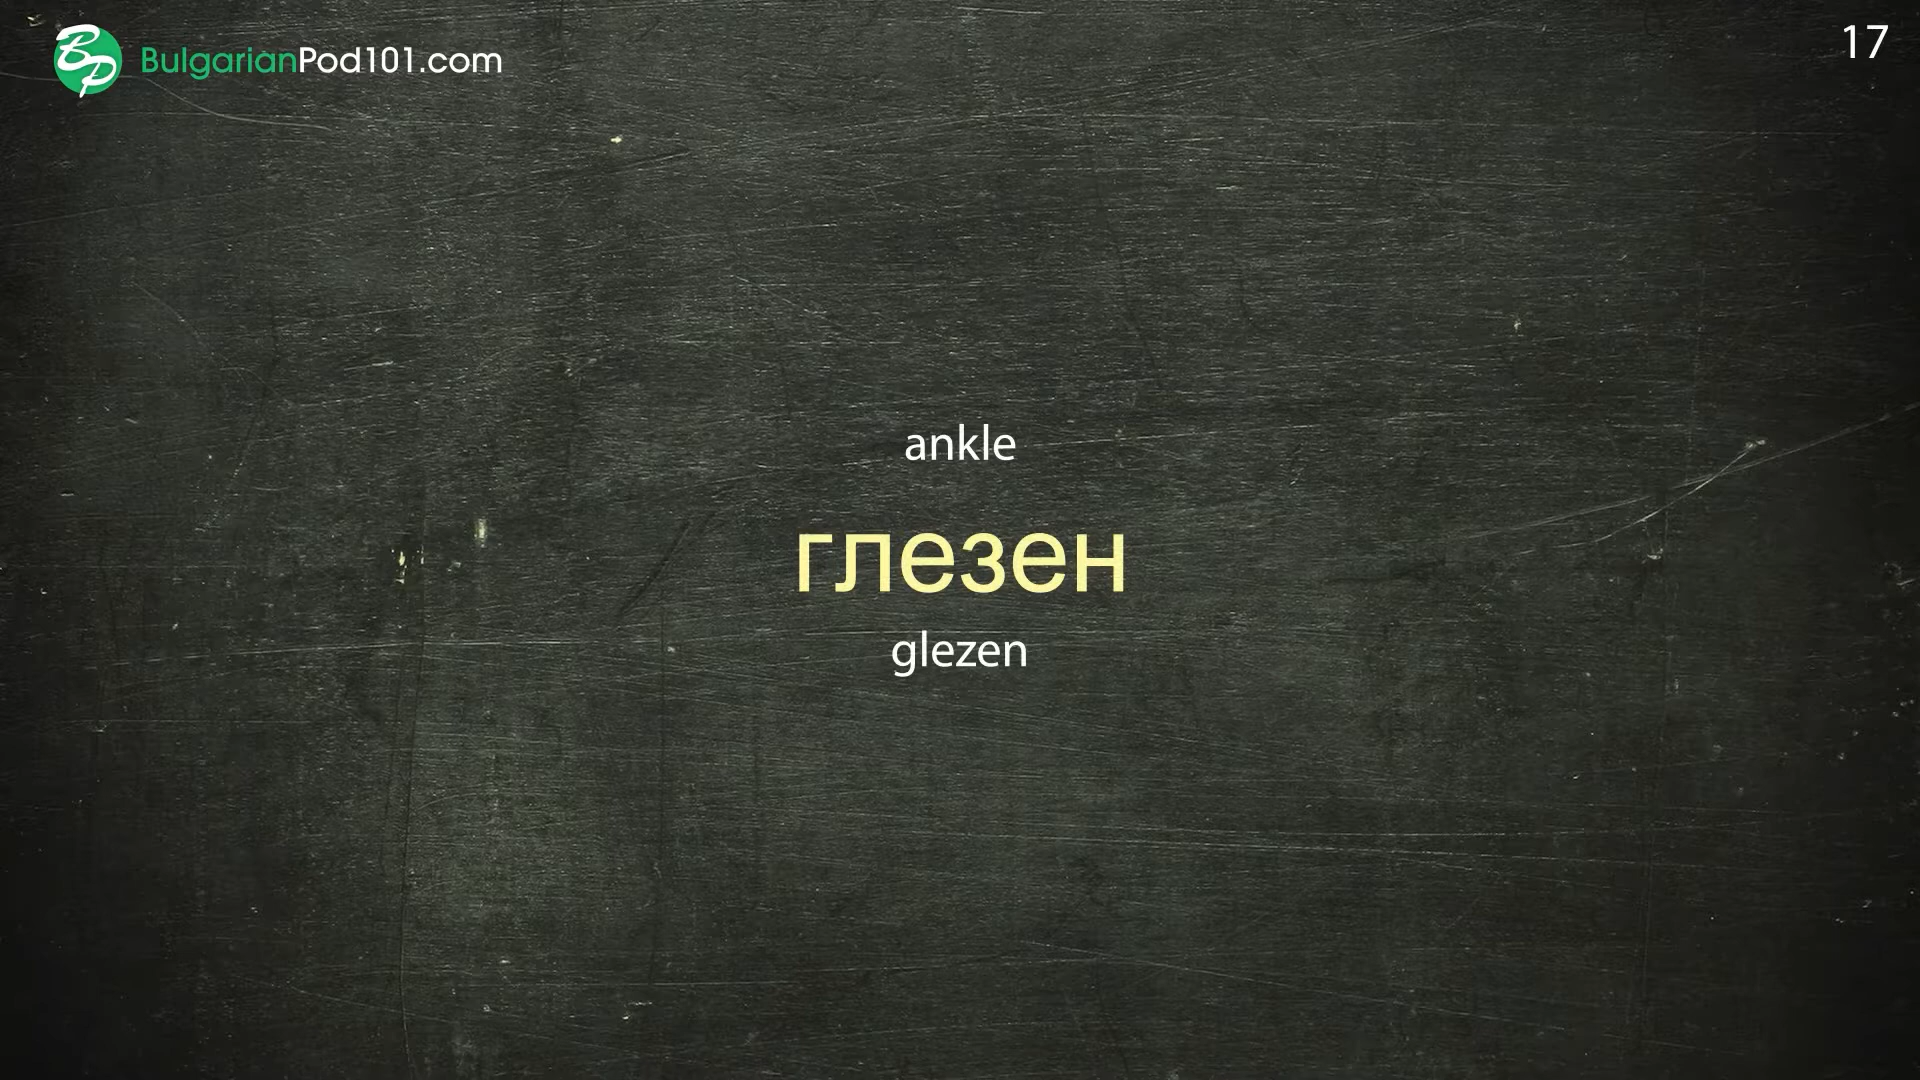 BulgarianPod101.com
17
ankle
глезен
glezen